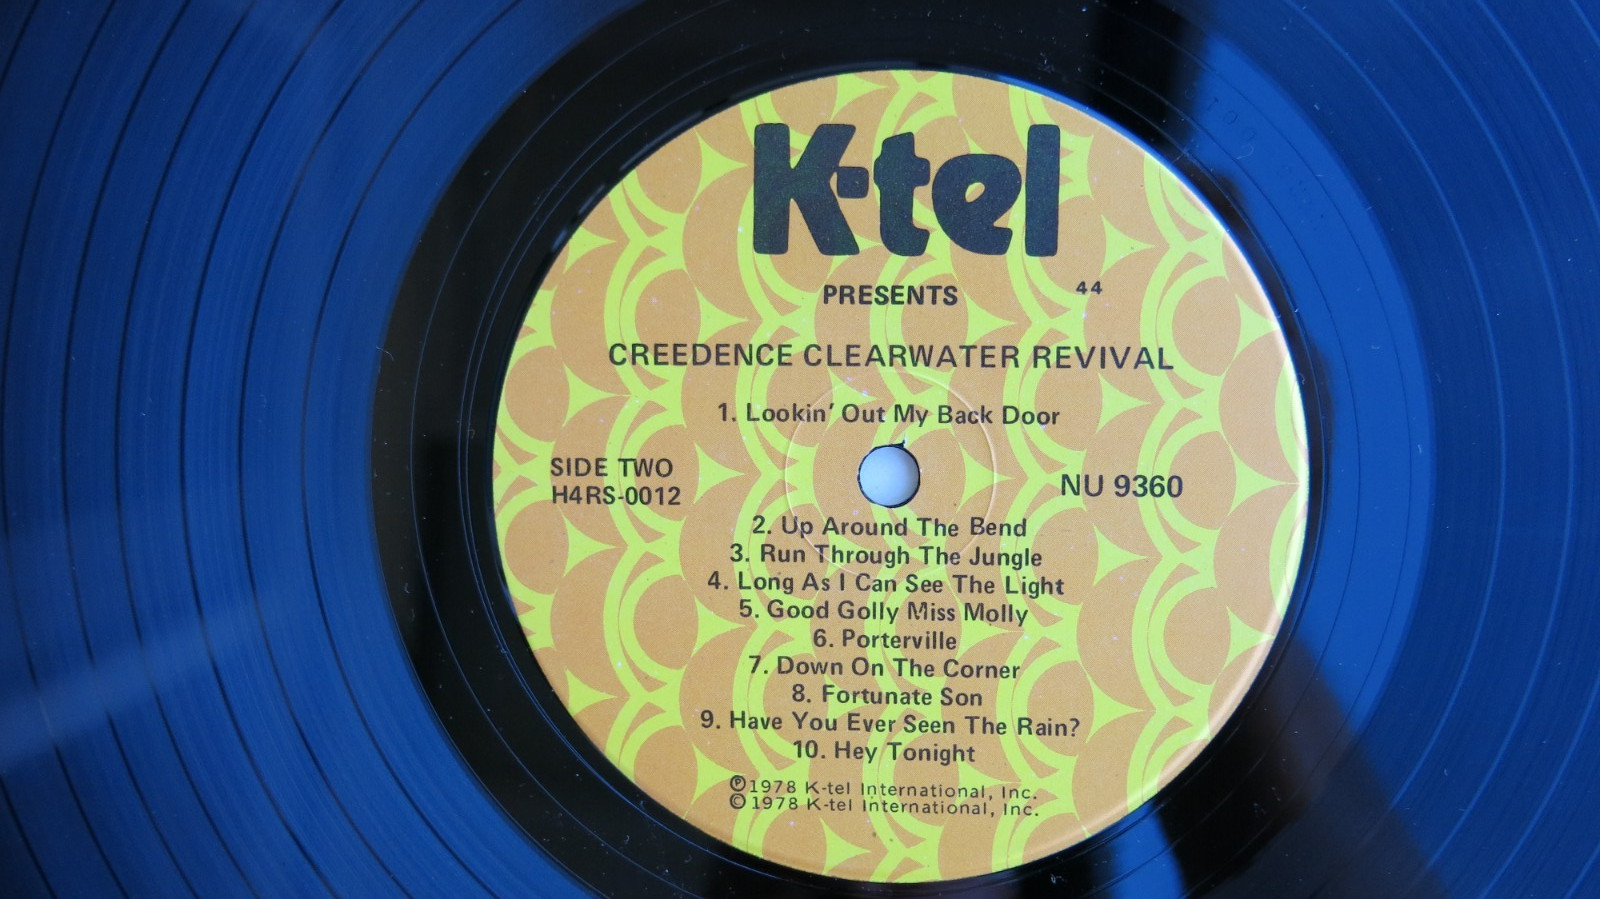 K-tel
PRESENTS 44
CREEDENCE CLEARWATER REVIVAL
1. Lookin' Out My Back Door
SIDE TWO
H4RS-0012
NU 9360
2. Up Around The Bend
3. Run Through The Jungle
4. Long As I Can See The Light
5. Good Golly Miss Molly
6. Porterville
7. Down On The Corner
8. Fortunate Son
9. Have You Ever Seen The Rain?
10. Hey Tonight
℗1978 K-tel International, Inc.
©1978 K-tel International, Inc.